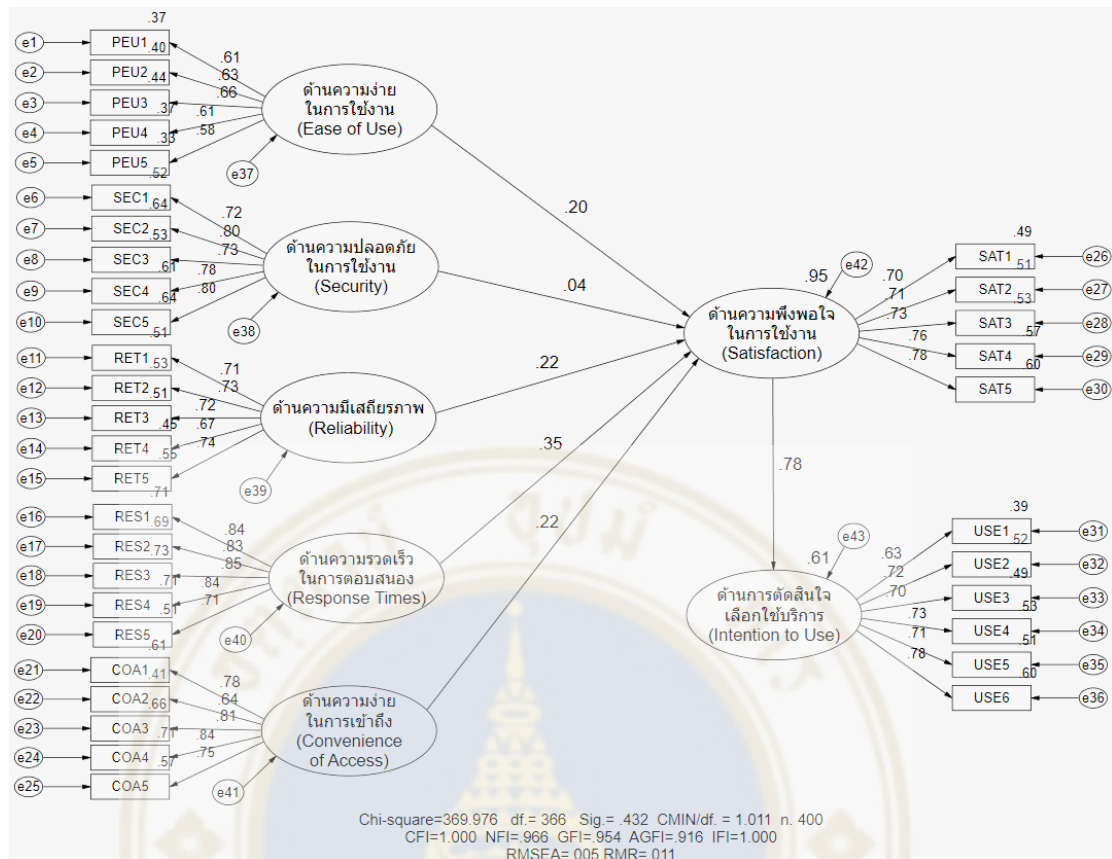 .37
e1 PEU1 .40
e2 PEU2 .44
e3 PEU3 .37
e4 PEU4 .33
e5 PEU5 .52
.61
.63
.66
.61
.58
ด้านความง่าย
ในการใช้งาน
(Ease of Use)
e37
e6 SEC1 .64
e7 SEC2 .53
e8 SEC3 .61
e9 SEC4 .64
e10 SEC5 .51
.72
.80
.73
.78
.80
ด้านความปลอดภัย
ในการใช้งาน
(Security)
e38
e11 RET1 .53
e12 RET2 .51
e13 RET3 .45
e14 RET4 .55
e15 RET5 .71
.71
.73
.72
.67
.74
ด้านความมีเสถียรภาพ
(Reliability)
e39
e16 RES1 .69
e17 RES2 .73
e18 RES3 .71
e19 RES4 .51
e20 RES5 .61
.84
.83
.85
.84
.71
ด้านความรวดเร็ว
ในการตอบสนอง
(Response Times)
e40
e21 COA1 .41
e22 COA2 .66
e23 COA3 .71
e24 COA4 .57
e25 COA5
.78
.64
.81
.84
.75
ด้านความง่าย
ในการเข้าถึง
(Convenience
of Access)
e41
.20
.04
.22
.35
.22
.95
e42
ด้านความพึงพอใจ
ในการใช้งาน
(Satisfaction)
.70
.71
.73
.76
.78
.49
SAT1 .51 e26
SAT2 .53 e27
SAT3 .57 e28
SAT4 .60 e29
SAT5 e30
.78
.61
e43
ด้านการตัดสินใจ
เลือกใช้บริการ
(Intention to Use)
.63
.72
.70
.73
.71
.78
.39
USE1 .52 e31
USE2 .49 e32
USE3 .53 e33
USE4 .51 e34
USE5 .60 e35
USE6 e36
Chi-square=369.976 df.= 366 Sig.= .432 CMIN/df. = 1.011 n. 400
CFI=1.000 NFI=.966 GFI=.954 AGFI=.916 IFI=1.000
RMSEA=.005 RMR=.011